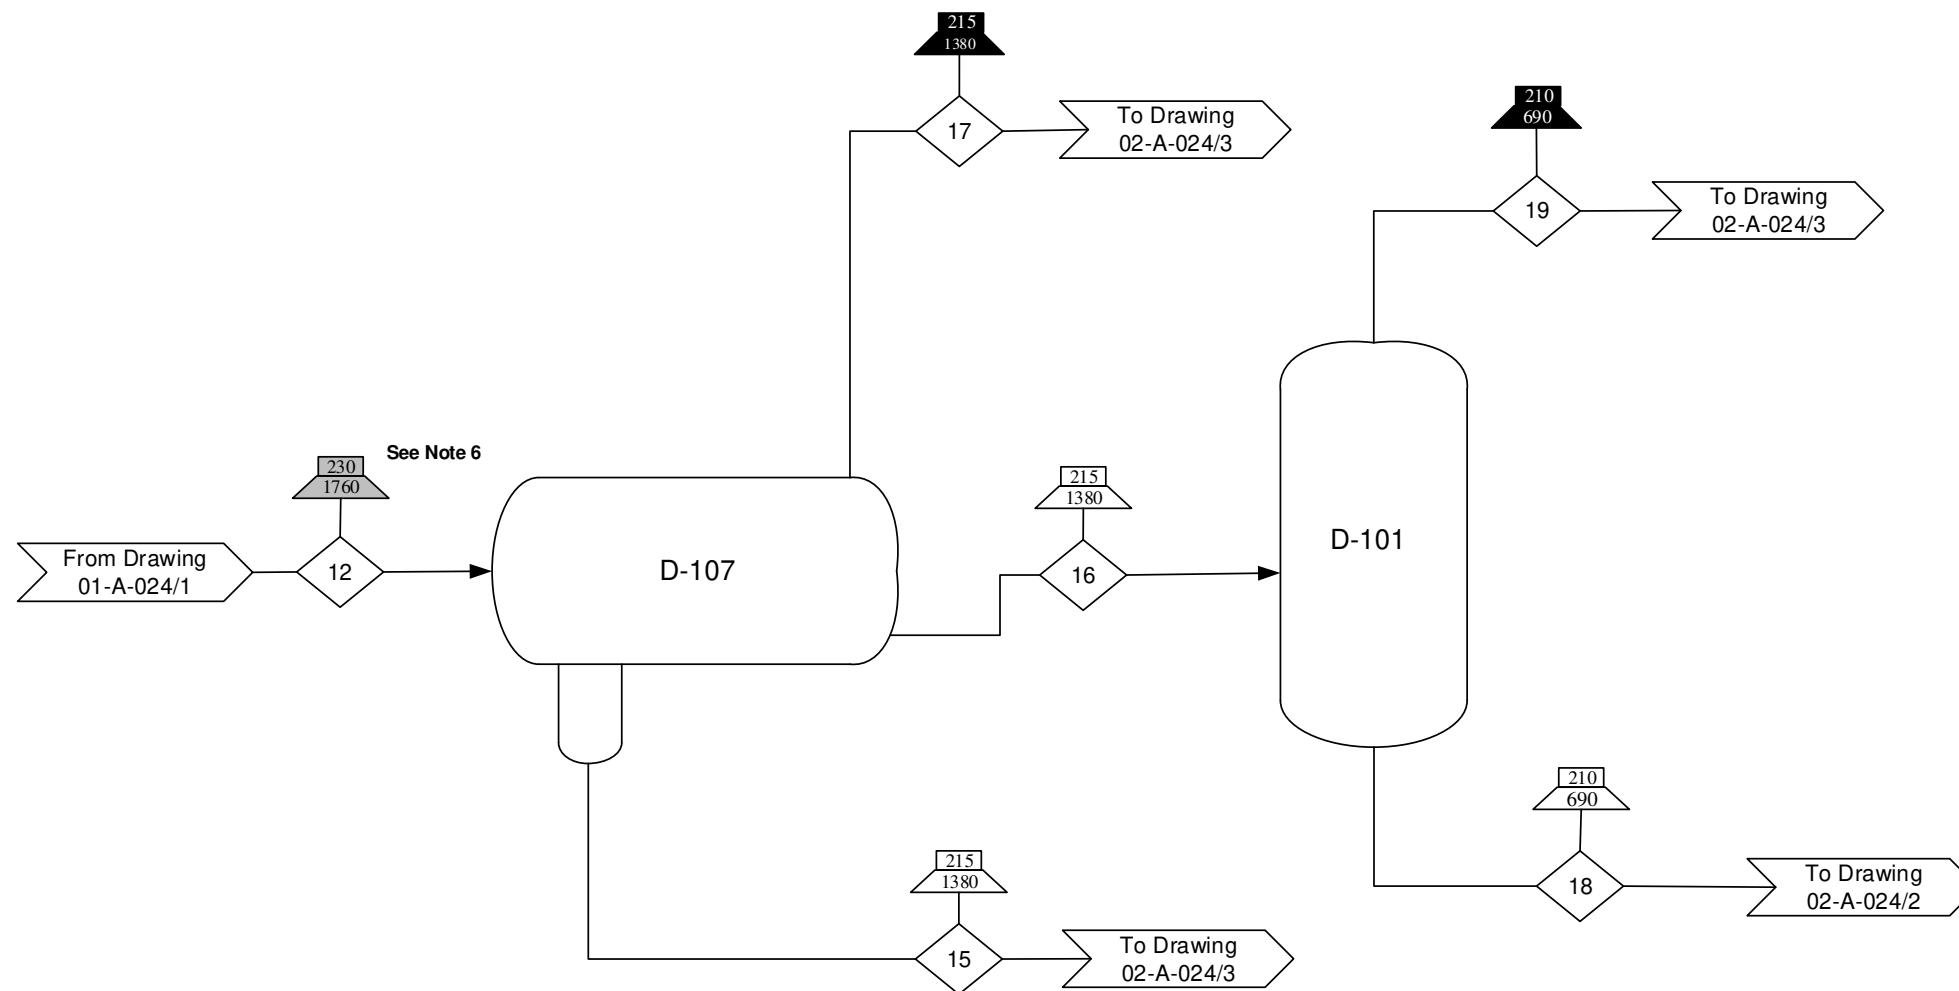 215
1380
17
To Drawing
02-A-024/3
210
690
19
To Drawing
02-A-024/3
See Note 6
230
1760
From Drawing
01-A-024/1
12
D-107
215
1380
16
D-101
215
1380
15
To Drawing
02-A-024/3
210
690
18
To Drawing
02-A-024/2